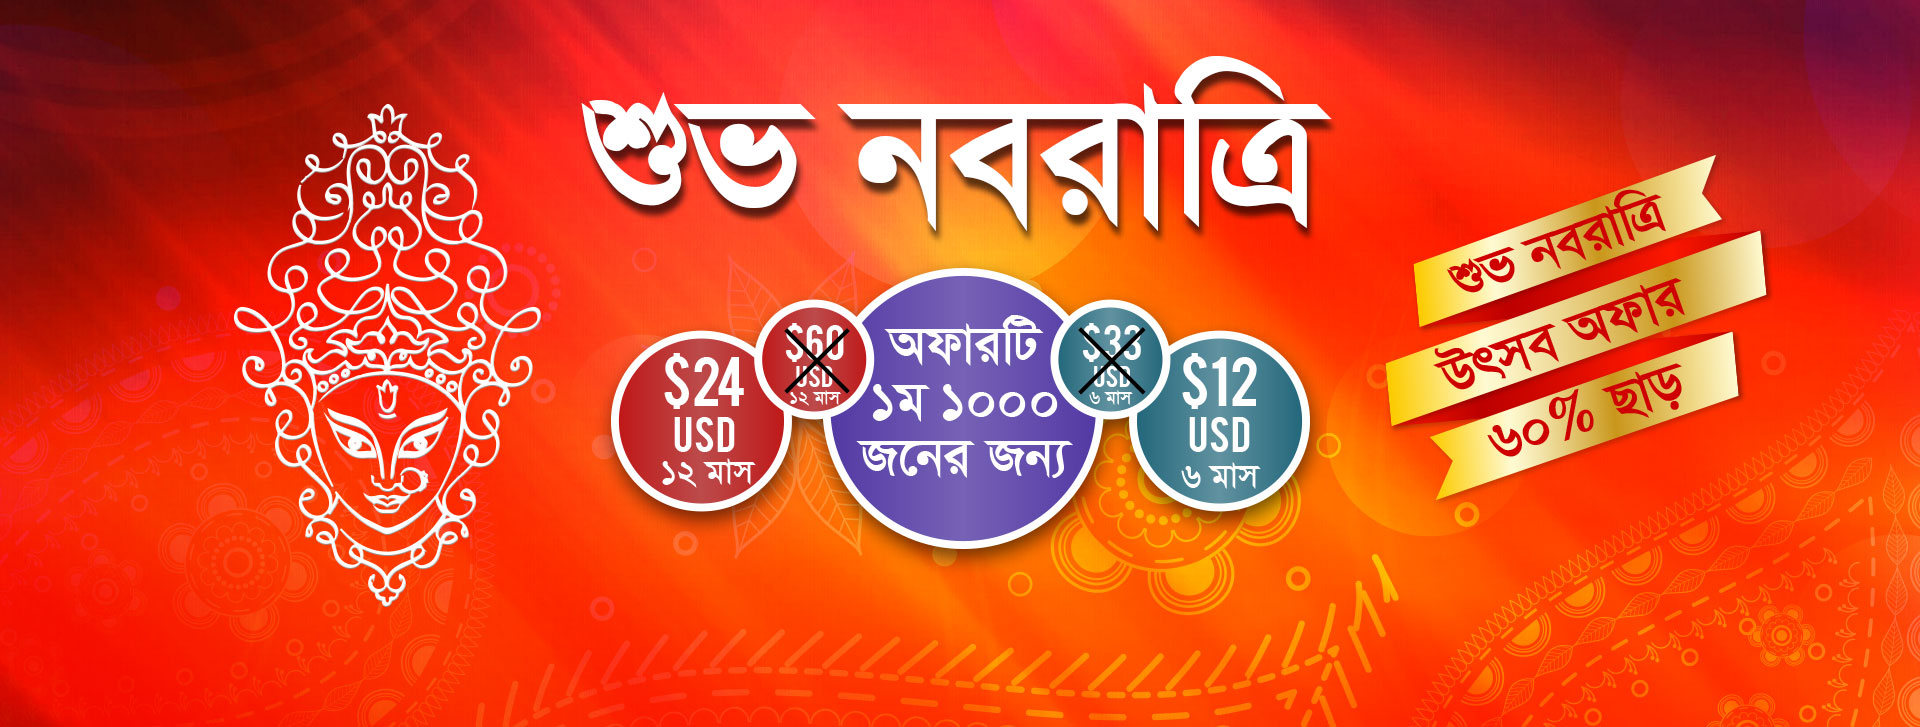 শুভ নবরাত্রি
$24
USD
১২ মাস
$60
USD
১২ মাস
অফারটি
১ম ১০০০
জনের জন্য
$33
USD
৬ মাস
$12
USD
৬ মাস
শুভ নবরাত্রি
উৎসব অফার
৬০% ছাড়